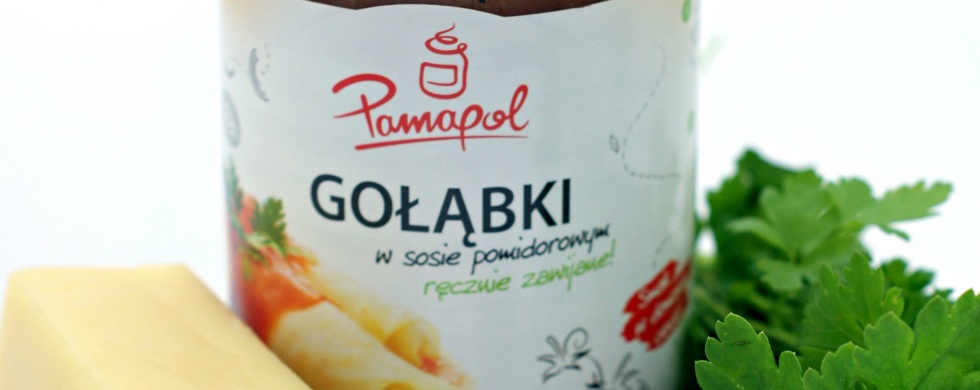 Pamapol
GOŁĄBKI
w sosie pomidorowym
ręcznie zawijane!